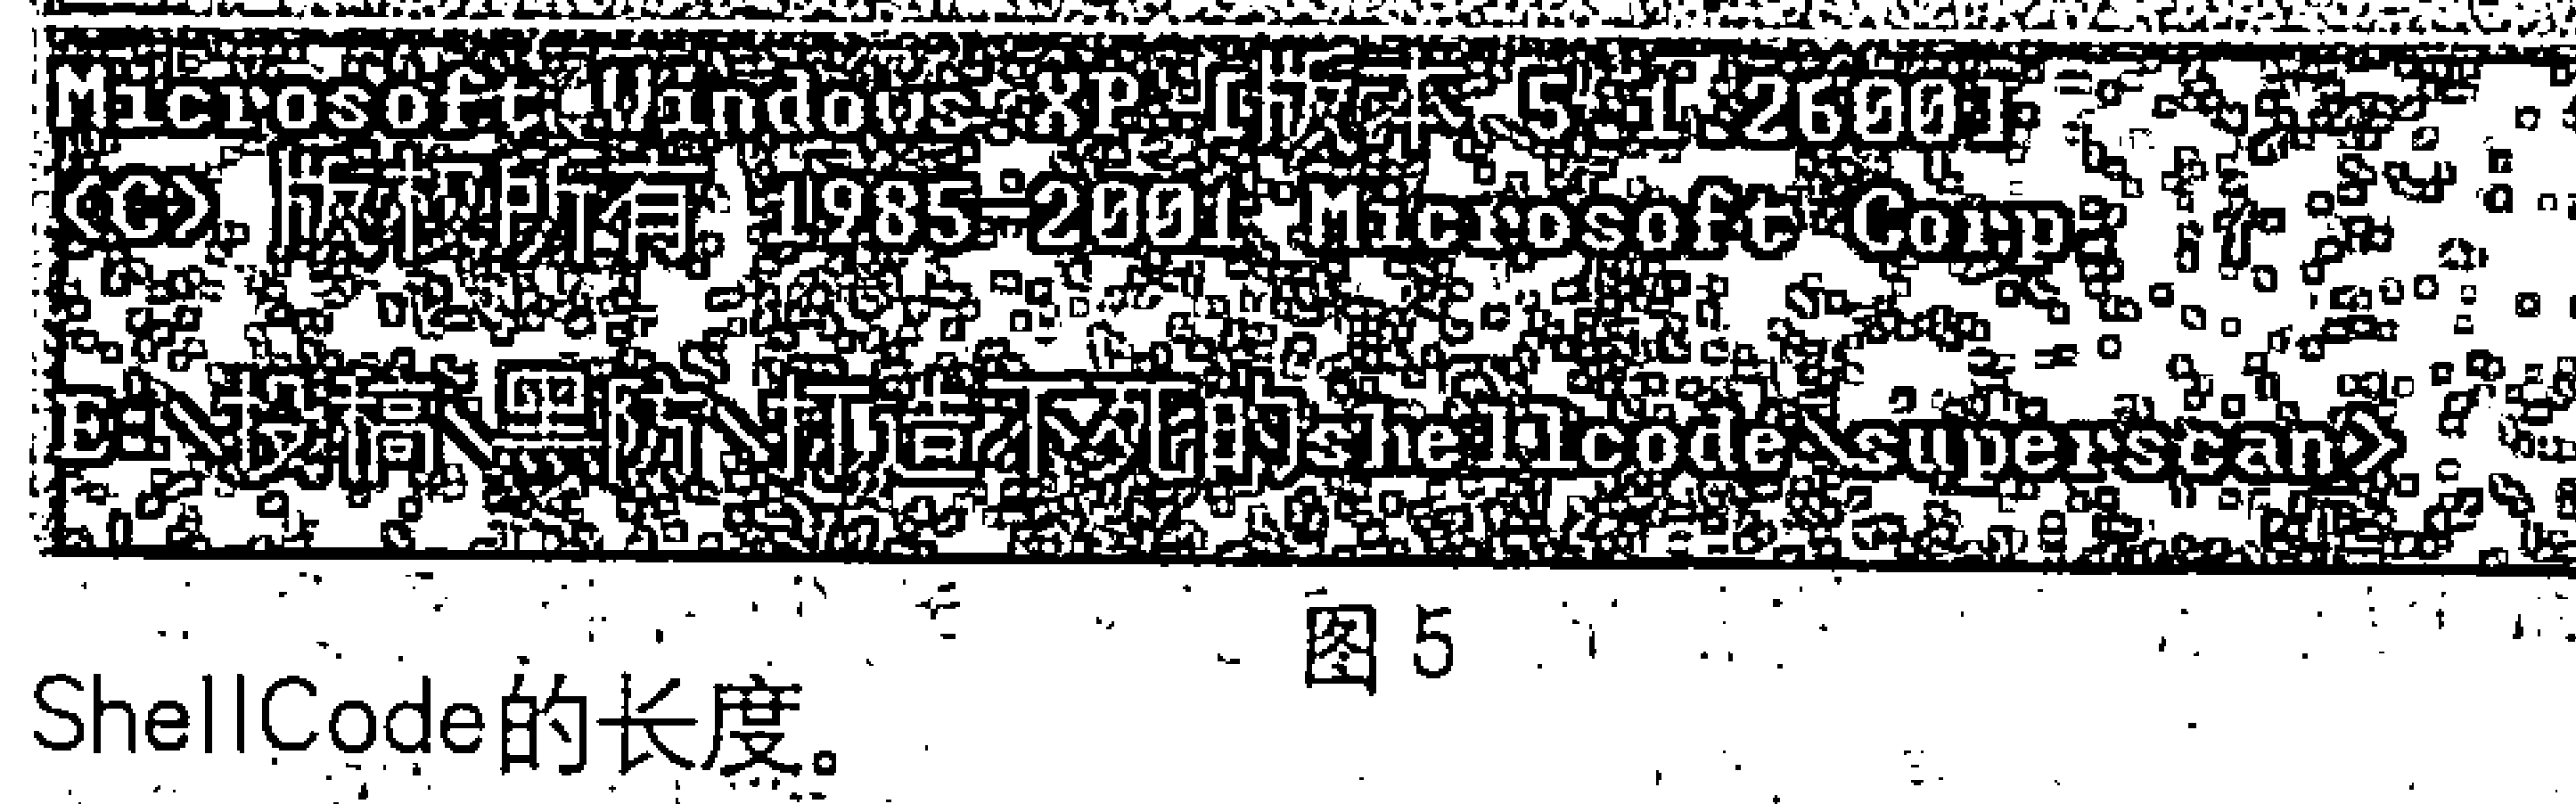 Microsoft Windows XP [版本 5.1.2600]
(C) 版权所有 1985-2001 Microsoft Corp.
E:\投稿\黑防\打造不死的shellcode\superscan>
图 5
ShellCode的长度。